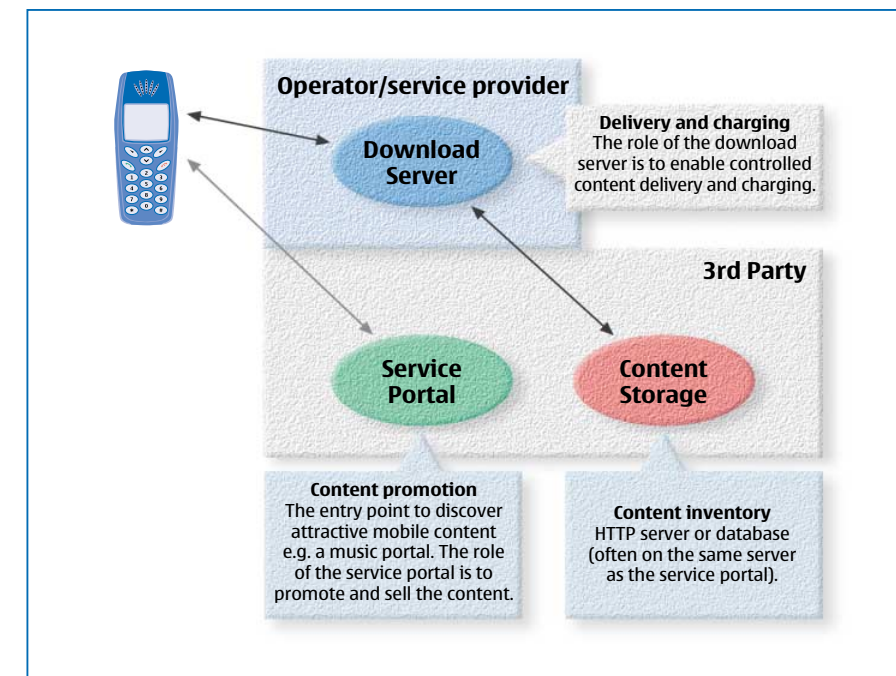 Operator/service provider
Download
Server
Delivery and charging
The role of the download
server is to enable controlled
content delivery and charging.
3rd Party
Service
Portal
Content
Storage
Content promotion
The entry point to discover
attractive mobile content
e.g. a music portal. The role
of the service portal is to
promote and sell the content.
Content inventory
HTTP server or database
(often on the same server
as the service portal).